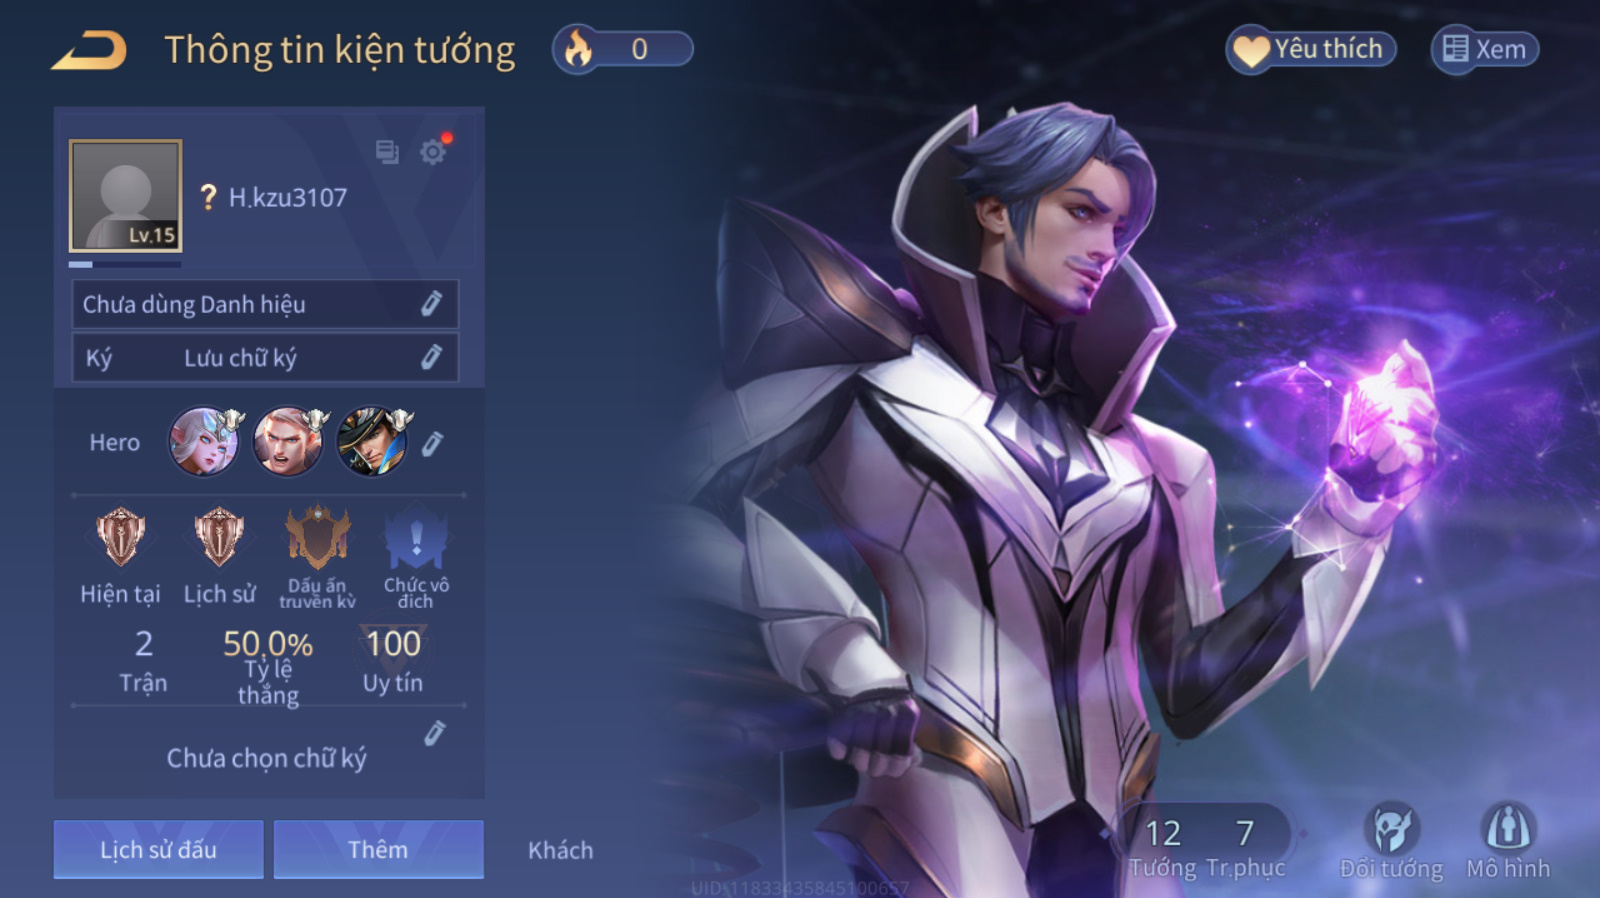 Thông tin kiện tướng
0
Yêu thích
Xem
Lv.15
? H.kzu3107
Chưa dùng Danh hiệu
Ký Lưu chữ ký
Hero
Hiện tại
Lịch sử
Dấu ấn
truyền kỳ
Chức vô
địch
2
Trận
50.0%
Tỷ lệ
thắng
100
Uy tín
Chưa chọn chữ ký
Lịch sử đấu
Thêm
Khách
12
Tướng
7
Tr.phục
Đổi tướng
Mô hình
UID:11833435845100657